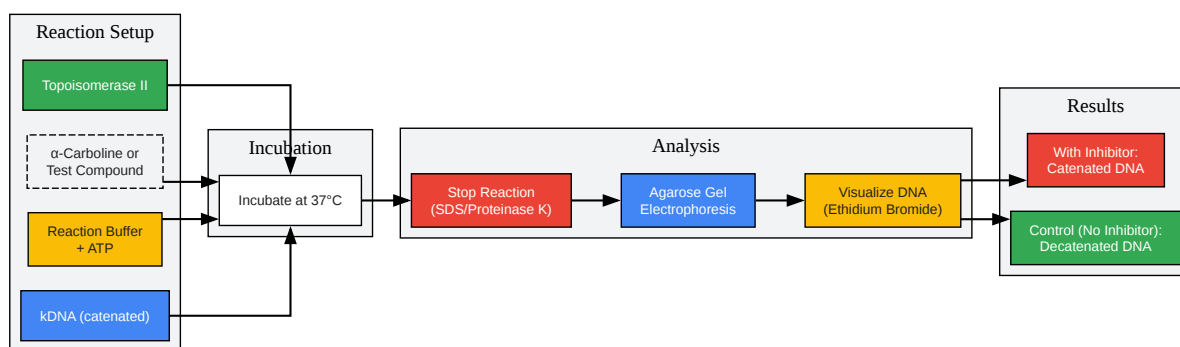 Reaction Setup
Topoisomerase II
α-Carboline or
Test Compound
Reaction Buffer
+ ATP
kDNA (catenated)
Incubation
Incubate at 37°C
Analysis
Stop Reaction
(SDS/Proteinase K)
Agarose Gel
Electrophoresis
Visualize DNA
(Ethidium Bromide)
Results
With Inhibitor:
Catenated DNA
Control (No Inhibitor):
Decatenated DNA